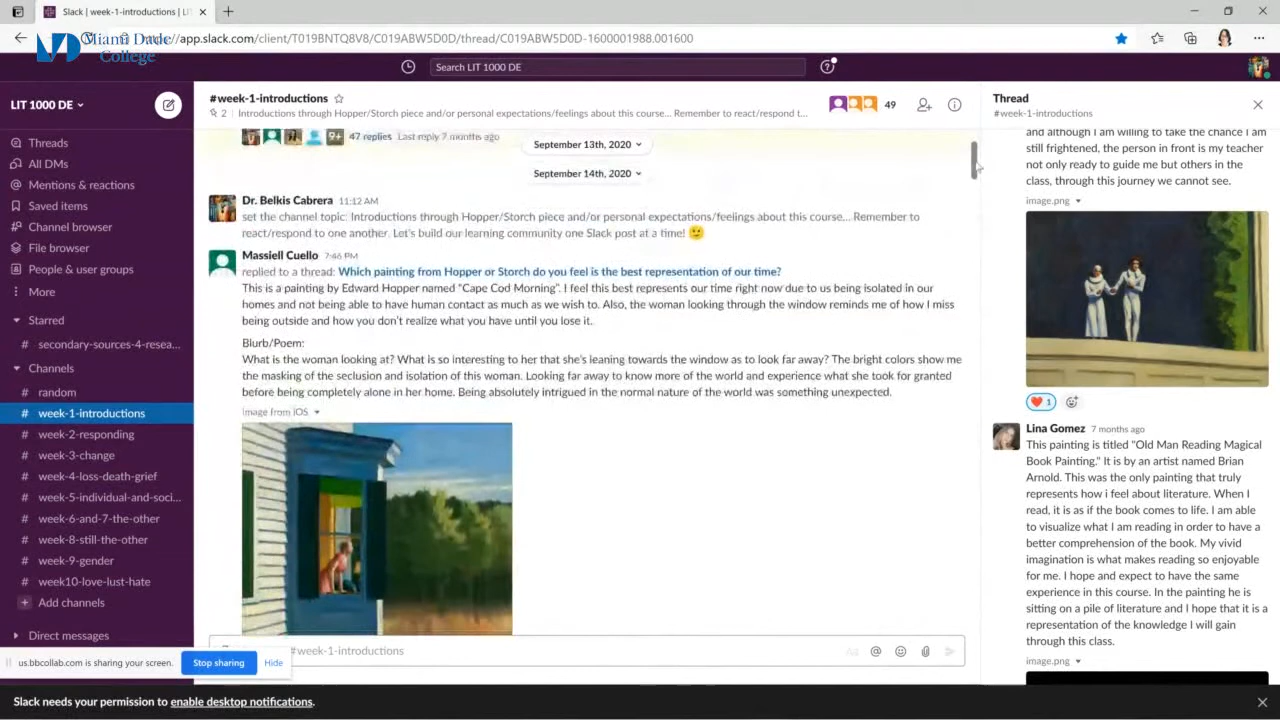 Slack | week-1-introductions | LI
Miami Dade
College
//app.slack.com/client/T019BNTQ8V8/C019ABW5D0D/thread/C019ABW5D0D-1600001988.001600
Search LIT 1000 DE
LIT 1000 DE
Threads
All DMs
Mentions & reactions
Saved items
Channel browser
File browser
People & user groups
More
Starred
# secondary-sources-4-resea...
Channels
# random
# week-1-introductions
# week-2-responding
# week-3-change
# week-4-loss-death-grief
# week-5-individual-and-soci...
# week-6-and-7-the-other
# week-8-still-the-other
# week-9-gender
# week10-love-lust-hate
+ Add channels
Direct messages
us.bbcollab.com is sharing your screen.
Stop sharing
Hide
#week-1-introductions
2 | Introductions through Hopper/Storch piece and/or personal expectations/feelings about this course... Remember to react/respond t...
49
9+ 47 replies Last reply 7 months ago
September 13th, 2020
September 14th, 2020
Dr. Belkis Cabrera 11:12 AM
set the channel topic: Introductions through Hopper/Storch piece and/or personal expectations/feelings about this course... Remember to
react/respond to one another. Let's build our learning community one Slack post at a time!
Massiell Cuello 7:46 PM
replied to a thread: Which painting from Hopper or Storch do you feel is the best representation of our time?
This is a painting by Edward Hopper named "Cape Cod Morning". I feel this best represents our time right now due to us being isolated in our
homes and not being able to have human contact as much as we wish to. Also, the woman looking through the window reminds me of how I miss
being outside and how you don't realize what you have until you lose it.
Blurb/Poem:
What is the woman looking at? What is so interesting to her that she's leaning towards the window as to look far away? The bright colors show me
the masking of the seclusion and isolation of this woman. Looking far away to know more of the world and experience what she took for granted
before being completely alone in her home. Being absolutely intrigued in the normal nature of the world was something unexpected.
Image from iOS
#week-1-introductions
Aa @
Thread
#week-1-introductions
and although I am willing to take the chance I am
still frightened, the person in front is my teacher
not only ready to guide me but others in the
class, through this journey we cannot see.
image.png
1
Lina Gomez 7 months ago
This painting is titled "Old Man Reading Magical
Book Painting." It is by an artist named Brian
Arnold. This was the only painting that truly
represents how i feel about literature. When I
read, it is as if the book comes to life. I am able
to visualize what I am reading in order to have a
better comprehension of the book. My vivid
imagination is what makes reading so enjoyable
for me. I hope and expect to have the same
experience in this course. In the painting he is
sitting on a pile of literature and I hope that it is a
representation of the knowledge I will gain
through this class.
image.png
Slack needs your permission to enable desktop notifications.